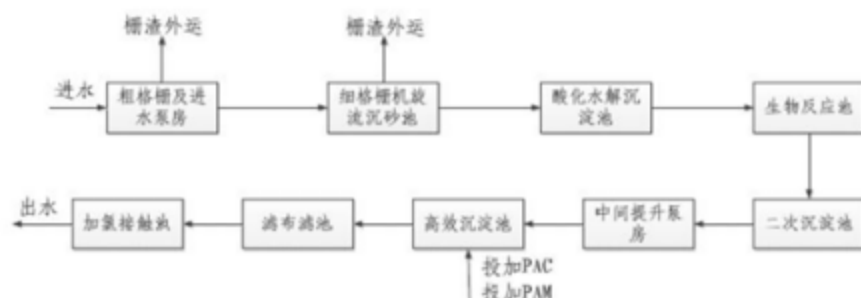 栅渣外运
栅渣外运
进水
粗格栅及进
水泵房
细格栅机旋
流沉砂池
酸化水解沉
淀池
生物反应池
出水
加氯接触池
滤布滤池
高效沉淀池
中间提升泵
房
二次沉淀池
投加PAC
投加PAM